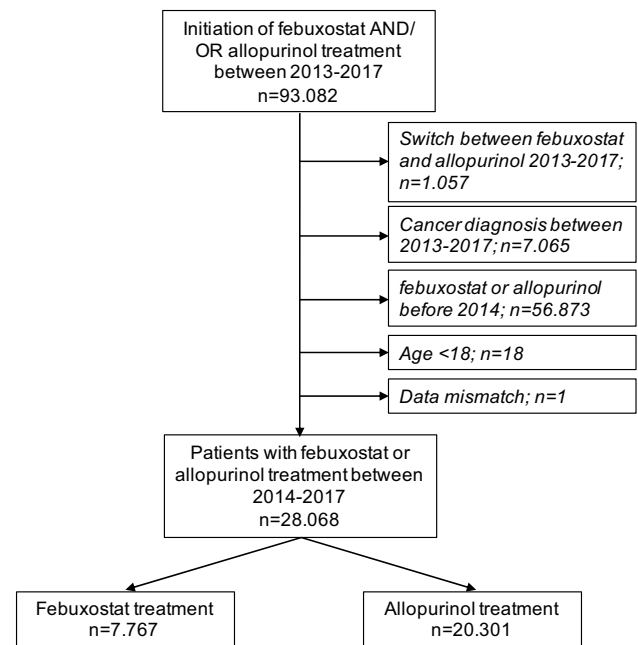 Initiation of febuxostat AND/
OR allopurinol treatment
between 2013-2017
n=93.082
Switch between febuxostat
and allopurinol 2013-2017;
n=1.057
Cancer diagnosis between
2013-2017; n=7.065
febuxostat or allopurinol
before 2014; n=56.873
Age <18; n=18
Data mismatch; n=1
Patients with febuxostat or
allopurinol treatment between
2014-2017
n=28.068
Febuxostat treatment
n=7.767
Allopurinol treatment
n=20.301